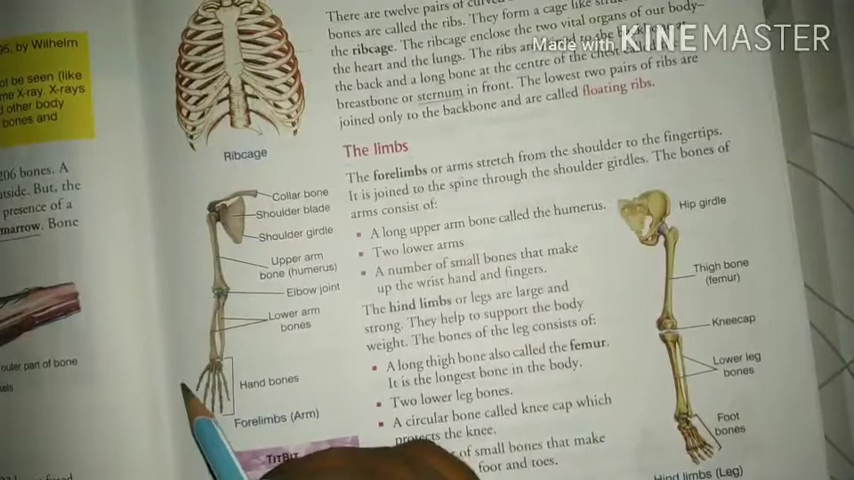 95, by Wilhelm
ot be seen (like
me X-ray. X-rays
d other body
bones and
206 bones. A
utside. But, the
presence of a
marrow. Bone
outer part of bone
sels
Ribcage
There are twelve pairs of curved
bones are called the ribs. They form a cage like
the ribcage. The ribcage enclose the two vital organs of our body–
the heart and the lungs. The ribs are
the back and a long bone at the centre of the chest
breastbone or sternum in front. The lowest two pairs of ribs are
joined only to the backbone and are called floating ribs.
Made with KINEMASTER
The limbs
The forelimbs or arms stretch from the shoulder to the fingertips.
It is joined to the spine through the shoulder girdles. The bones of
arms consist of:
▪ A long upper arm bone called the humerus.
▪ Two lower arms
▪ A number of small bones that make
up the wrist hand and fingers.
The hind limbs or legs are large and
strong. They help to support the body
weight. The bones of the leg consists of:
▪ A long thigh bone also called the femur.
It is the longest bone in the body.
▪ Two lower leg bones.
▪ A circular bone called knee cap which
protects the knee.
of small bones that make
foot and toes.
Collar bone
Shoulder blade
Shoulder girdle
Upper arm
bone (humerus)
Elbow joint
Lower arm
bones
Hand bones
Forelimbs (Arm)
TITBIT
Hip girdle
Thigh bone
(femur)
Kneecap
Lower leg
bones
Foot
bones
Hind limbs (Leg)